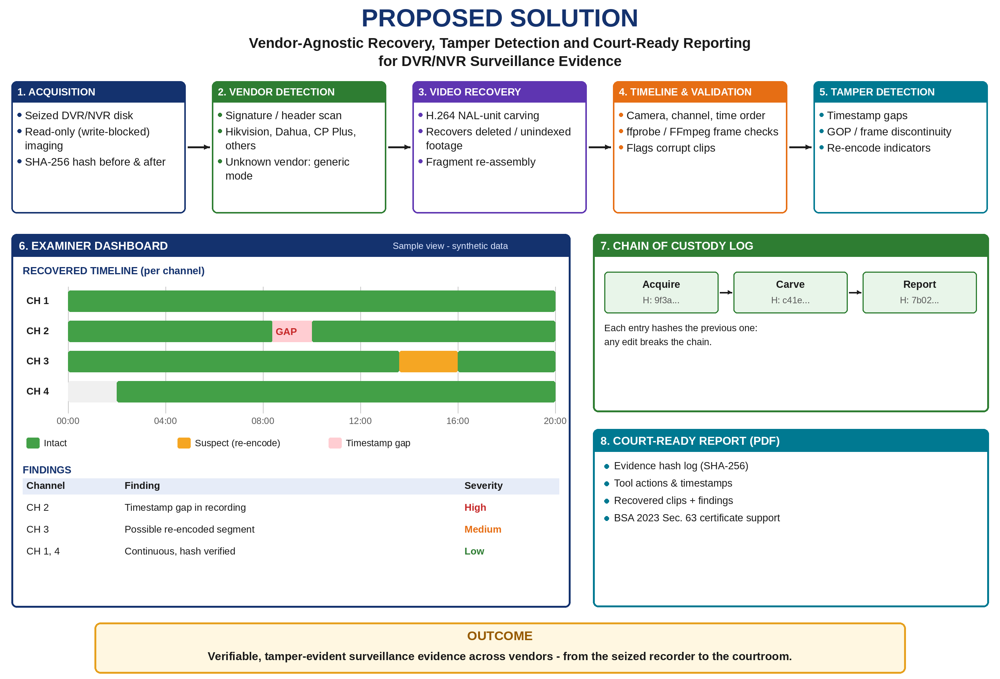 PROPOSED SOLUTION
Vendor-Agnostic Recovery, Tamper Detection and Court-Ready Reporting
for DVR/NVR Surveillance Evidence
1. ACQUISITION
Seized DVR/NVR disk
Read-only (write-blocked)
imaging
SHA-256 hash before & after
2. VENDOR DETECTION
Signature / header scan
Hikvision, Dahua, CP Plus,
others
Unknown vendor: generic
mode
3. VIDEO RECOVERY
H.264 NAL-unit carving
Recovers deleted / unindexed
footage
Fragment re-assembly
4. TIMELINE & VALIDATION
Camera, channel, time order
ffprobe / FFmpeg frame checks
Flags corrupt clips
5. TAMPER DETECTION
Timestamp gaps
GOP / frame discontinuity
Re-encode indicators
6. EXAMINER DASHBOARD
Sample view - synthetic data
RECOVERED TIMELINE (per channel)
CH 1
CH 2
GAP
CH 3
CH 4
00:00 04:00 08:00 12:00 16:00 20:00
Intact
Suspect (re-encode)
Timestamp gap
FINDINGS
Channel Finding Severity
CH 2 Timestamp gap in recording High
CH 3 Possible re-encoded segment Medium
CH 1, 4 Continuous, hash verified Low
7. CHAIN OF CUSTODY LOG
Acquire
H: 9f3a...
Carve
H: c41e...
Report
H: 7b02...
Each entry hashes the previous one:
any edit breaks the chain.
8. COURT-READY REPORT (PDF)
Evidence hash log (SHA-256)
Tool actions & timestamps
Recovered clips + findings
BSA 2023 Sec. 63 certificate support
OUTCOME
Verifiable, tamper-evident surveillance evidence across vendors - from the seized recorder to the courtroom.